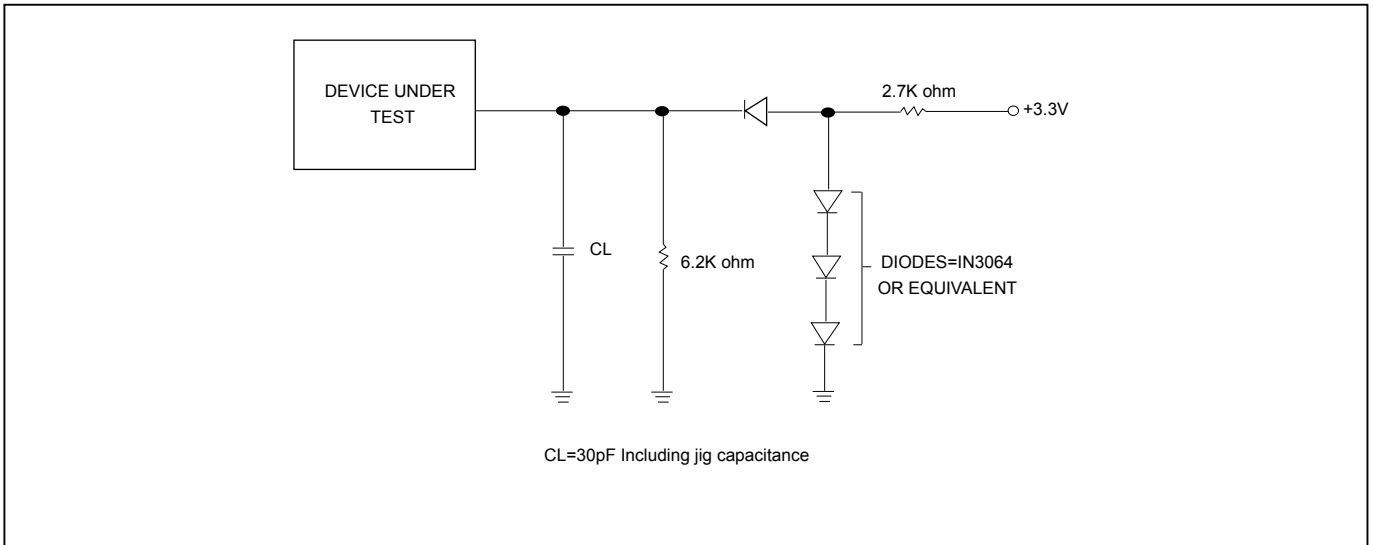 DEVICE UNDER
TEST
2.7K ohm
+3.3V
CL
6.2K ohm
DIODES=IN3064
OR EQUIVALENT
CL=30pF Including jig capacitance